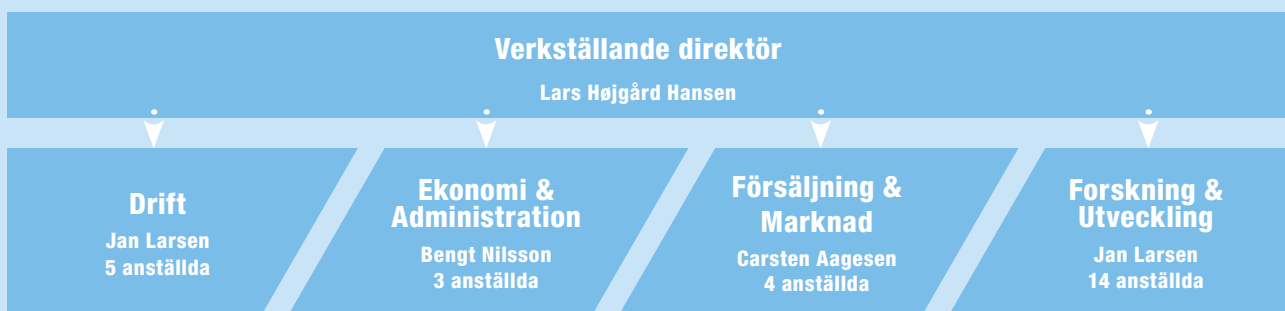 Verkställande direktör
Lars Højgård Hansen
Drift
Jan Larsen
5 anställda
Ekonomi &
Administration
Bengt Nilsson
3 anställda
Försäljning &
Marknad
Carsten Aagesen
4 anställda
Forskning &
Utveckling
Jan Larsen
14 anställda